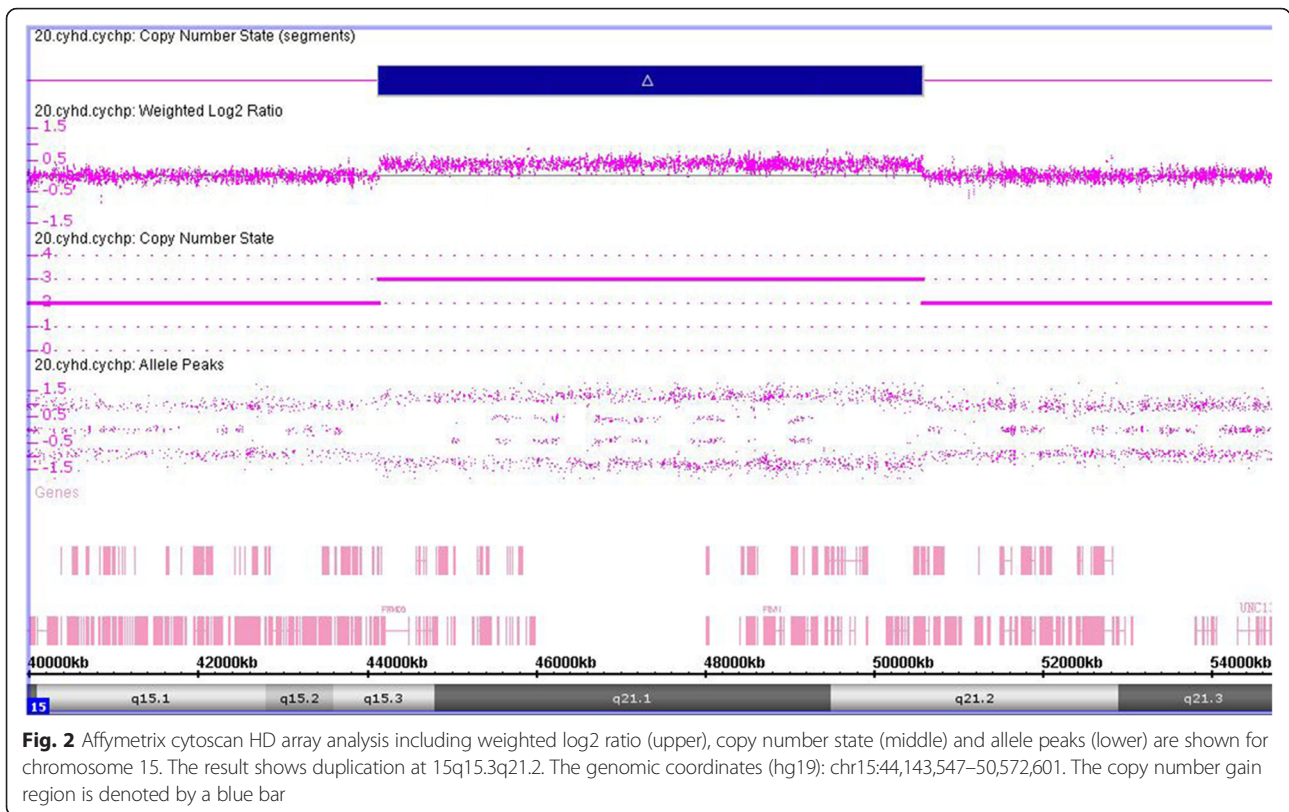 20.cyhd.cychp: Copy Number State (segments)
20.cyhd.cychp: Weighted Log2 Ratio
1.5
0.5
-0.5
-1.5
20.cyhd.cychp: Copy Number State
4
3
2
1
0
20.cyhd.cychp: Allele Peaks
1.5
0.5
-0.5
-1.5
Genes
40000kb 42000kb 44000kb 46000kb 48000kb 50000kb 52000kb 54000kb
15 q15.1 q15.2 q15.3 q21.1 q21.2 q21.3
Fig. 2 Affymetrix cytoscan HD array analysis including weighted log2 ratio (upper), copy number state (middle) and allele peaks (lower) are shown for
chromosome 15. The result shows duplication at 15q15.3q21.2. The genomic coordinates (hg19): chr15:44,143,547–50,572,601. The copy number gain
region is denoted by a blue bar